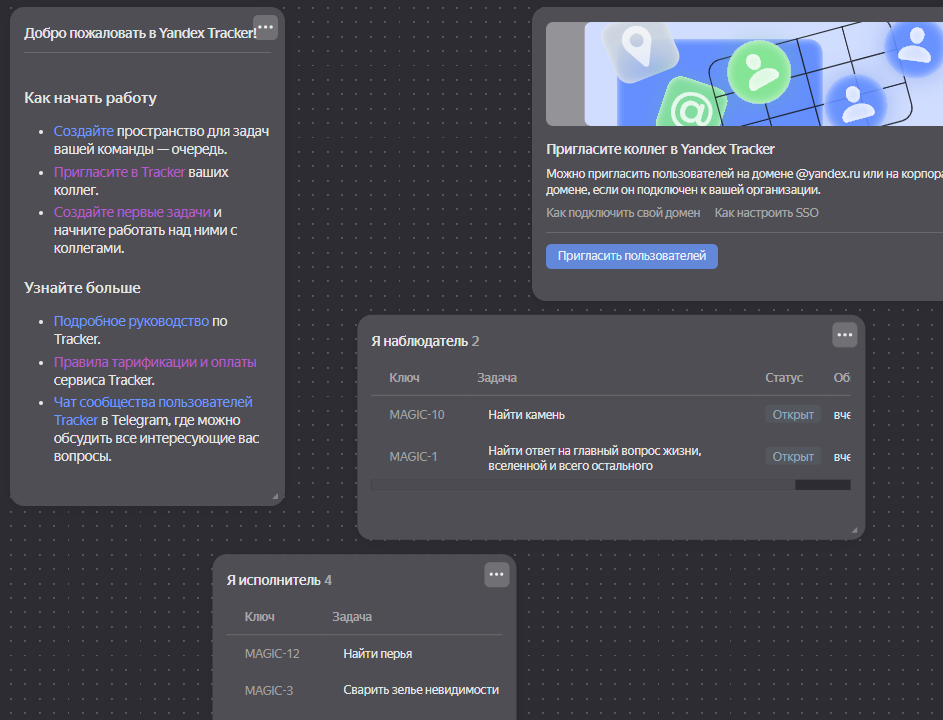 Добро пожаловать в Yandex Tracker!
Как начать работу
Создайте пространство для задач
вашей команды — очередь.
Пригласите в Tracker ваших
коллег.
Создайте первые задачи и
начните работать над ними с
коллегами.
Узнайте больше
Подробное руководство по
Tracker.
Правила тарификации и оплаты
сервиса Tracker.
Чат сообщества пользователей
Tracker в Telegram, где можно
обсудить все интересующие вас
вопросы.
@
Пригласите коллег в Yandex Tracker
Можно пригласить пользователей на домене @yandex.ru или на корпора
домене, если он подключен к вашей организации.
Как подключить свой домен Как настроить SSO
Пригласить пользователей
Я наблюдатель 2
Ключ Задача Статус Об
MAGIC-10 Найти камень Открыт вче
MAGIC-1 Найти ответ на главный вопрос жизни, Открыт вче
вселенной и всего остального
Я исполнитель 4
Ключ Задача
MAGIC-12 Найти перья
MAGIC-3 Сварить зелье невидимости